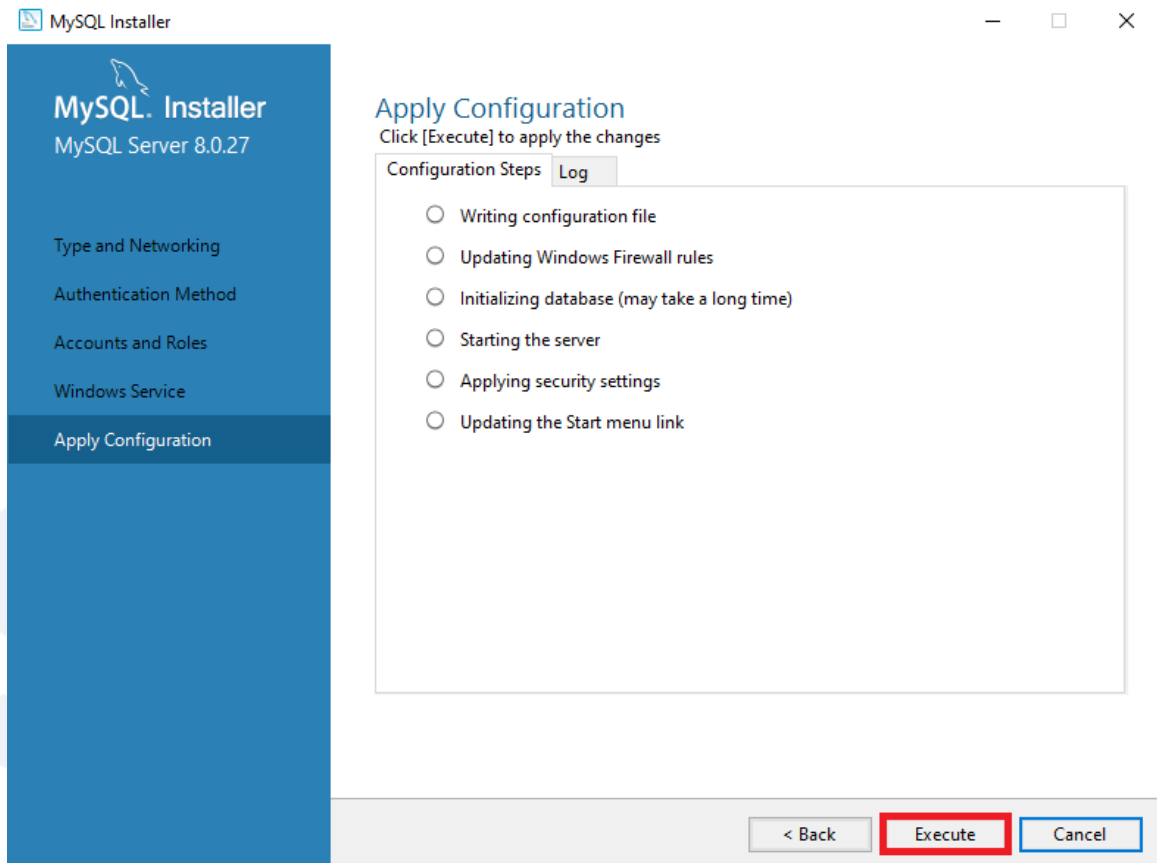 MySQL Installer
MySQL. Installer
MySQL Server 8.0.27
Type and Networking
Authentication Method
Accounts and Roles
Windows Service
Apply Configuration
Apply Configuration
Click [Execute] to apply the changes
Configuration Steps Log
Writing configuration file
Updating Windows Firewall rules
Initializing database (may take a long time)
Starting the server
Applying security settings
Updating the Start menu link
< Back Execute Cancel